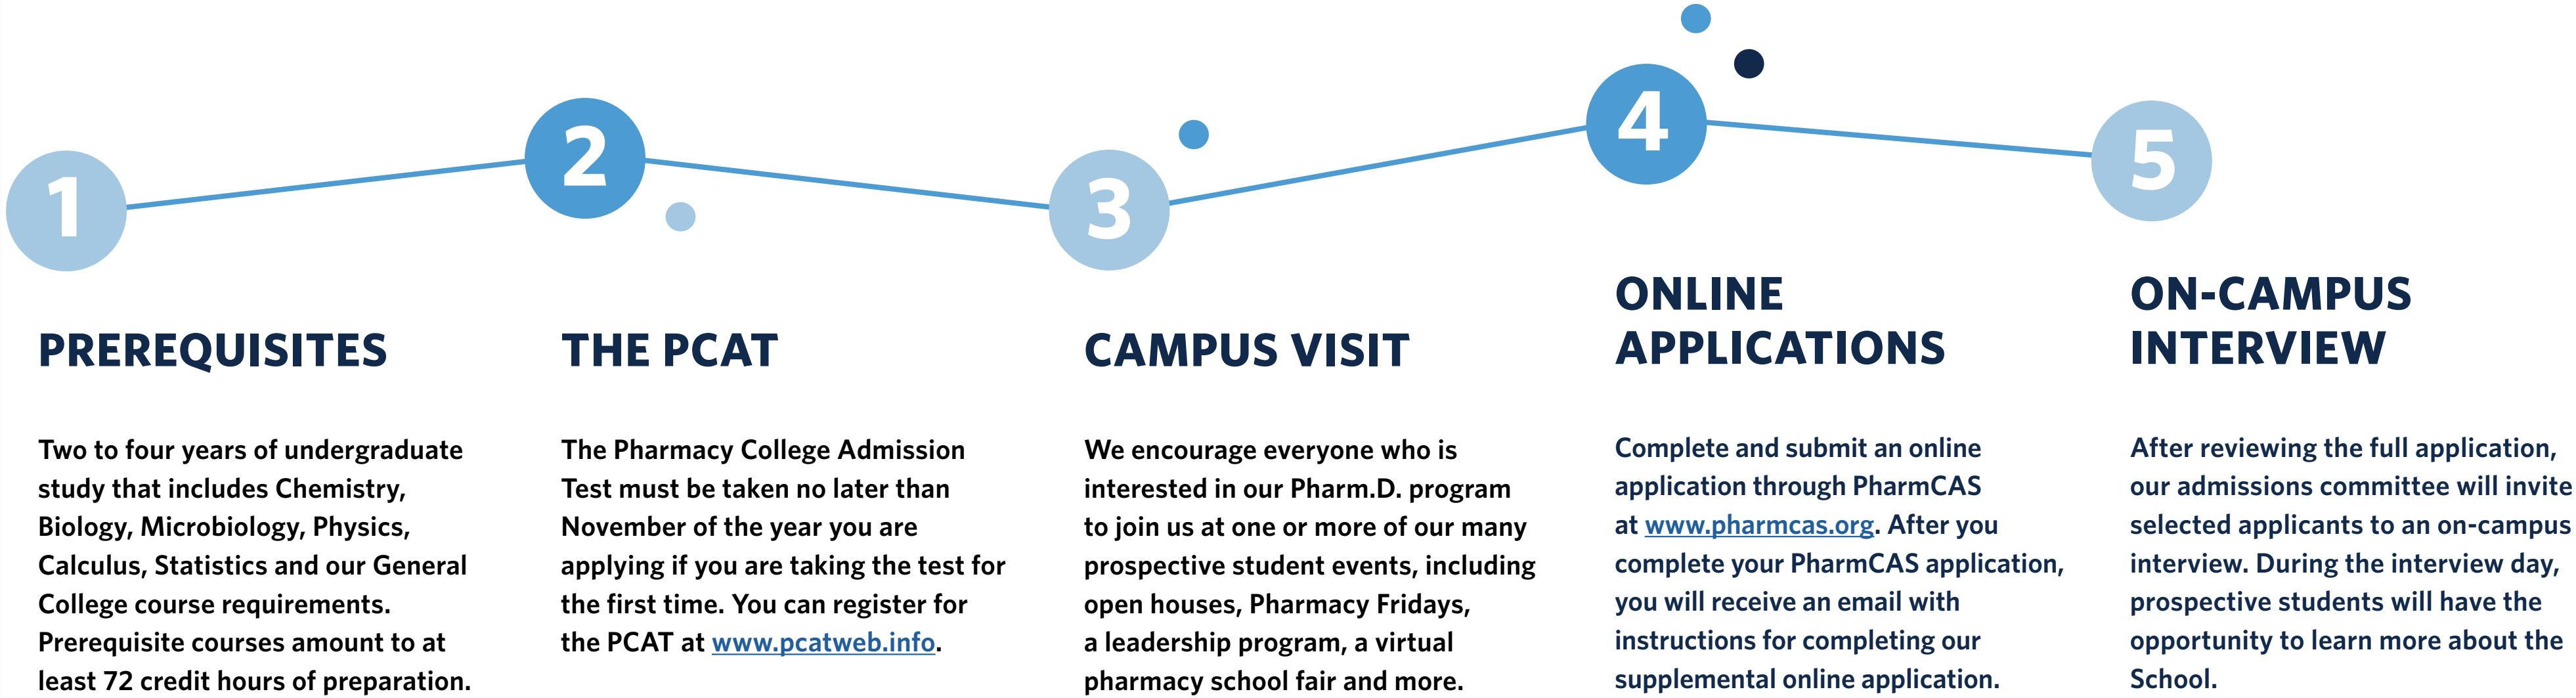 1
PREREQUISITES
Two to four years of undergraduate
study that includes Chemistry,
Biology, Microbiology, Physics,
Calculus, Statistics and our General
College course requirements.
Prerequisite courses amount to at
least 72 credit hours of preparation.
2
THE PCAT
The Pharmacy College Admission
Test must be taken no later than
November of the year you are
applying if you are taking the test for
the first time. You can register for
the PCAT at www.pcatweb.info.
3
CAMPUS VISIT
We encourage everyone who is
interested in our Pharm.D. program
to join us at one or more of our many
prospective student events, including
open houses, Pharmacy Fridays,
a leadership program, a virtual
pharmacy school fair and more.
4
ONLINE
APPLICATIONS
Complete and submit an online
application through PharmCAS
at www.pharmcas.org. After you
complete your PharmCAS application,
you will receive an email with
instructions for completing our
supplemental online application.
5
ON-CAMPUS
INTERVIEW
After reviewing the full application,
our admissions committee will invite
selected applicants to an on-campus
interview. During the interview day,
prospective students will have the
opportunity to learn more about the
School.